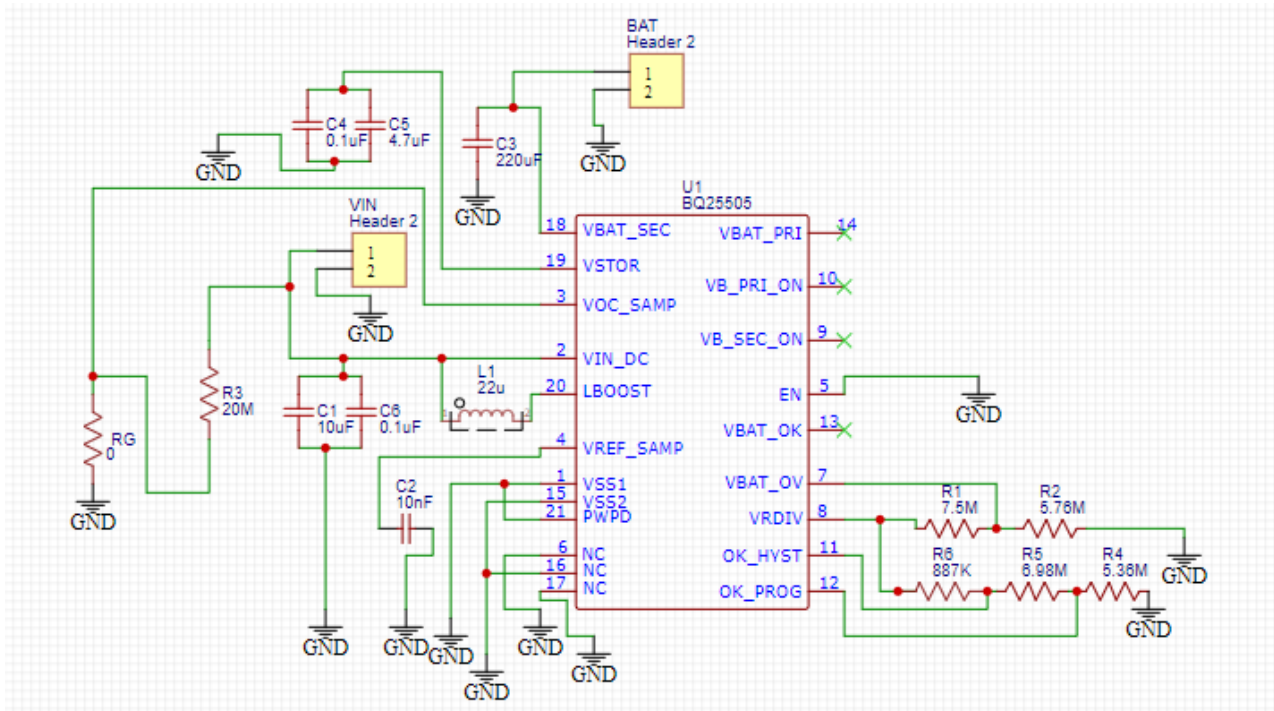 BAT
Header 2
1
2
C4
0.1uF
C5
4.7uF
C3
220uF
GND
GND
GND
U1
BQ25505
VIN
Header 2
1
2
GND
18 VBAT_SEC
19 VSTOR
3 VOC_SAMP
2 VIN_DC
20 LBOOST
4 VREF_SAMP
1 VSS1
15 VSS2
21 PWPD
6 NC
16 NC
17 NC
VBAT_PRI 14
VB_PRI_ON 10
VB_SEC_ON 9
EN 5
VBAT_OK 13
VBAT_OV 7
VRDIV 8
OK_HYST 11
OK_PROG 12
L1
22u
1 2
R3
20M
C1
10uF
C6
0.1uF
RG
0
GND
C2
10nF
GND
R1
7.5M
R2
5.76M
R6
887K
R5
6.98M
R4
5.36M
GND
GND
GND
GND
GND
GND
GND
GND
GND